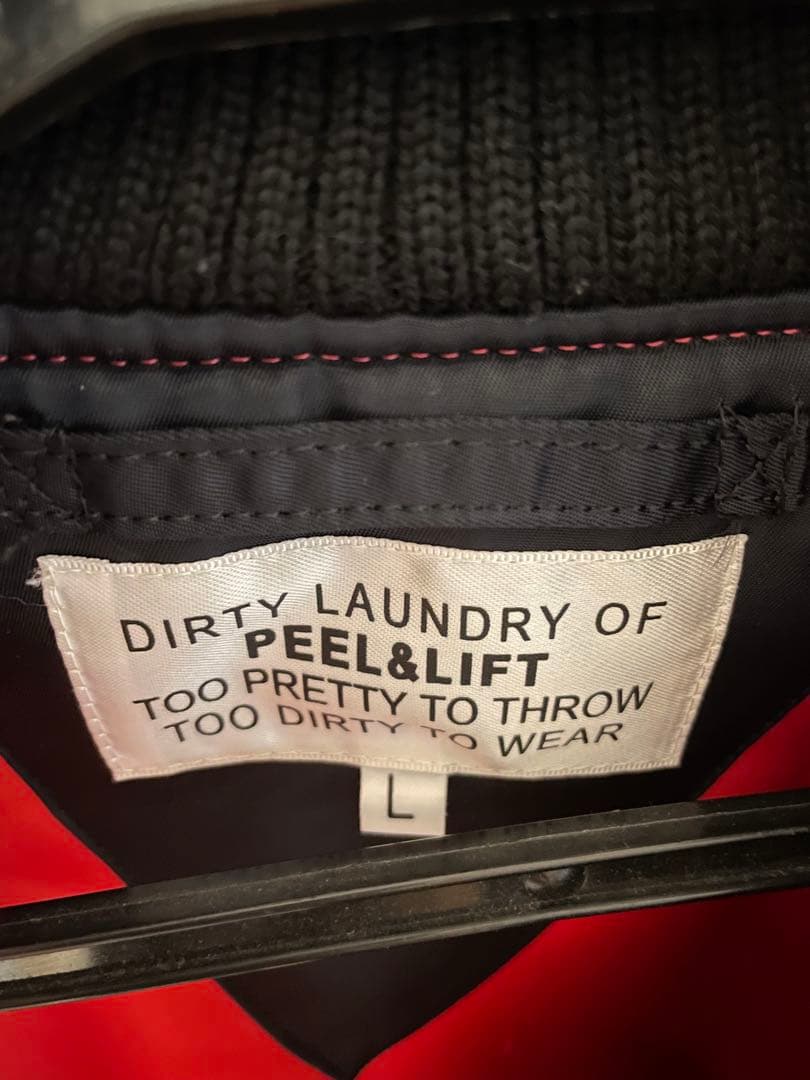 DIRTY LAUNDRY OF
PEEL&LIFT
TOO PRETTY TO THROW
TOO DIRTY TO WEAR
L